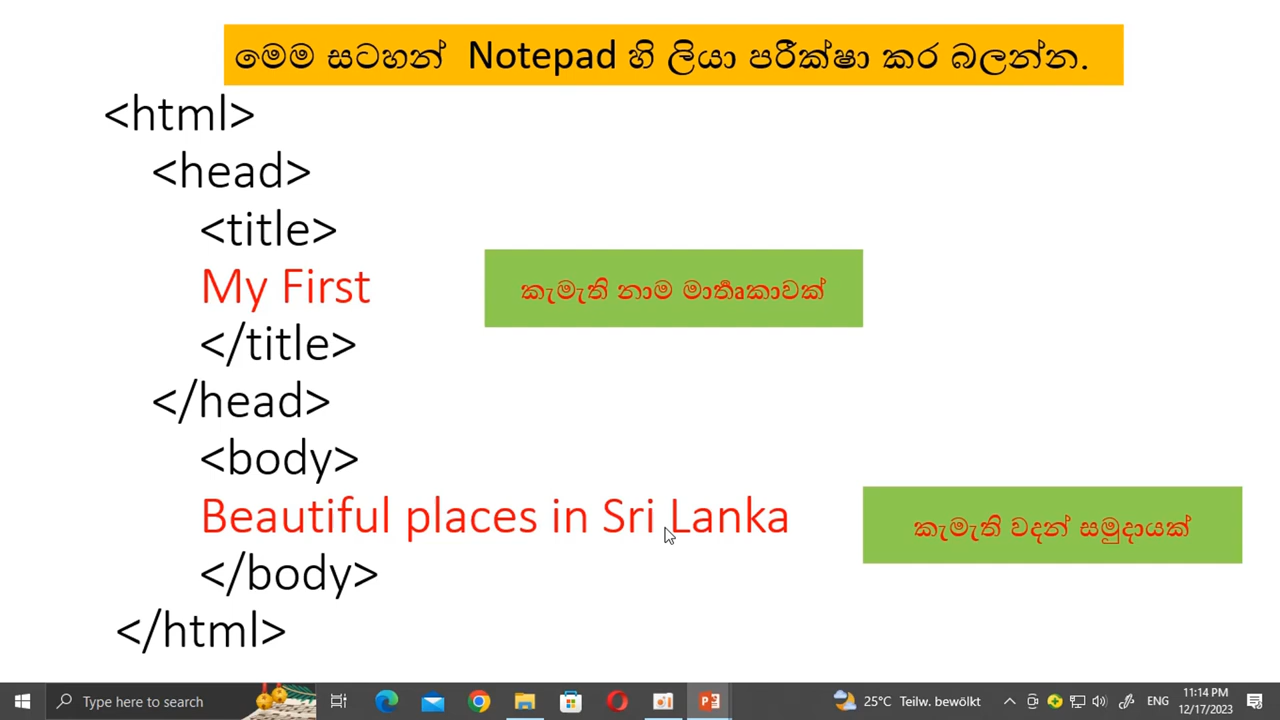 මෙම සටහන් Notepad හි ලියා පරීක්ෂා කර බලන්න.
<html>
<head>
<title>
My First
කැමැති නාම මාතෘකාවක්
</title>
</head>
<body>
Beautiful places in Sri Lanka
කැමැති වදන් සමුදායක්
</body>
</html>
Type here to search
25°C Teilw. bewölkt
ENG
11:14 PM
12/17/2023